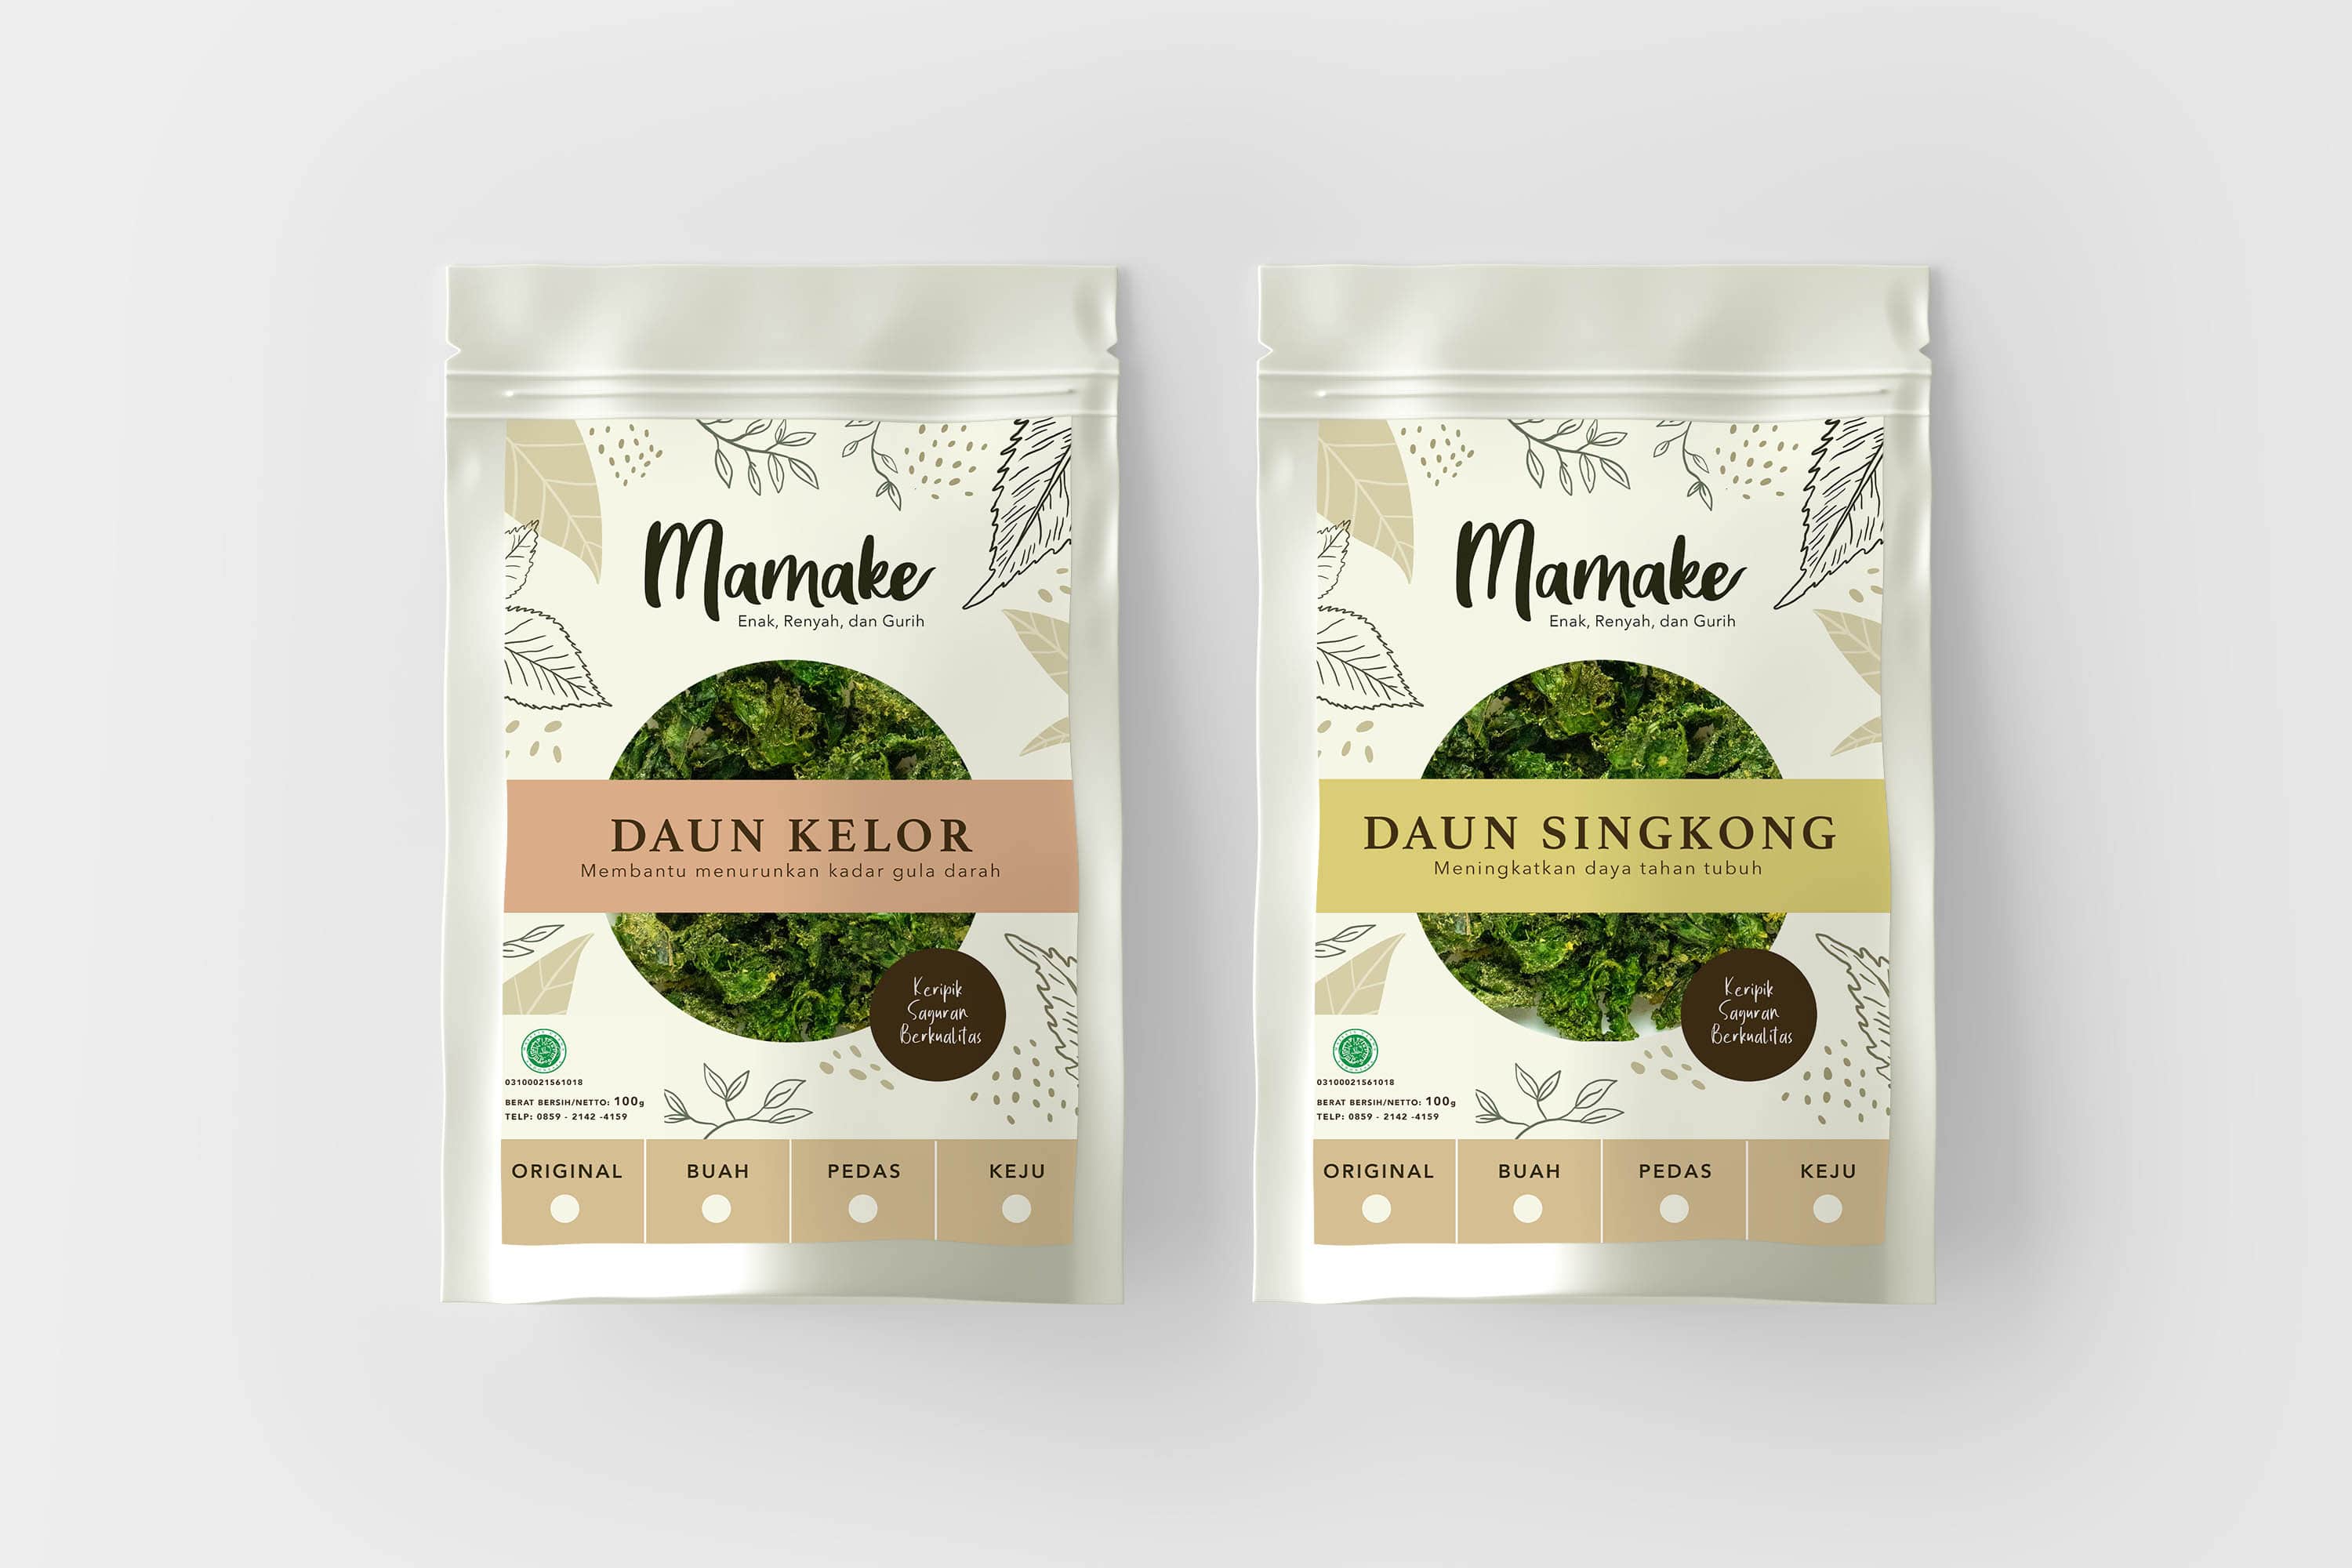 Mamake
Enak, Renyah, dan Gurih
DAUN KELOR
Membantu menurunkan kadar gula darah
Keripik
Sayuran
Berkualitas
03100021561018
BERAT BERSIH/NETTO: 100g
TELP: 0859 - 2142 -4159
ORIGINAL
BUAH
PEDAS
KEJU
Mamake
Enak, Renyah, dan Gurih
DAUN SINGKONG
Meningkatkan daya tahan tubuh
Keripik
Sayuran
Berkualitas
03100021561018
BERAT BERSIH/NETTO: 100g
TELP: 0859 - 2142 -4159
ORIGINAL
BUAH
PEDAS
KEJU